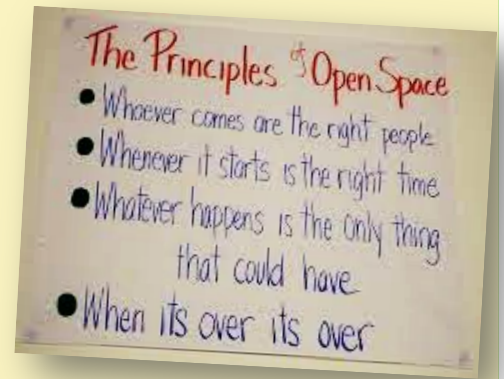 The Principles of Open Space
Whoever comes are the right people
Whenever it starts is the right time
Whatever happens is the only thing
that could have
When its over its over